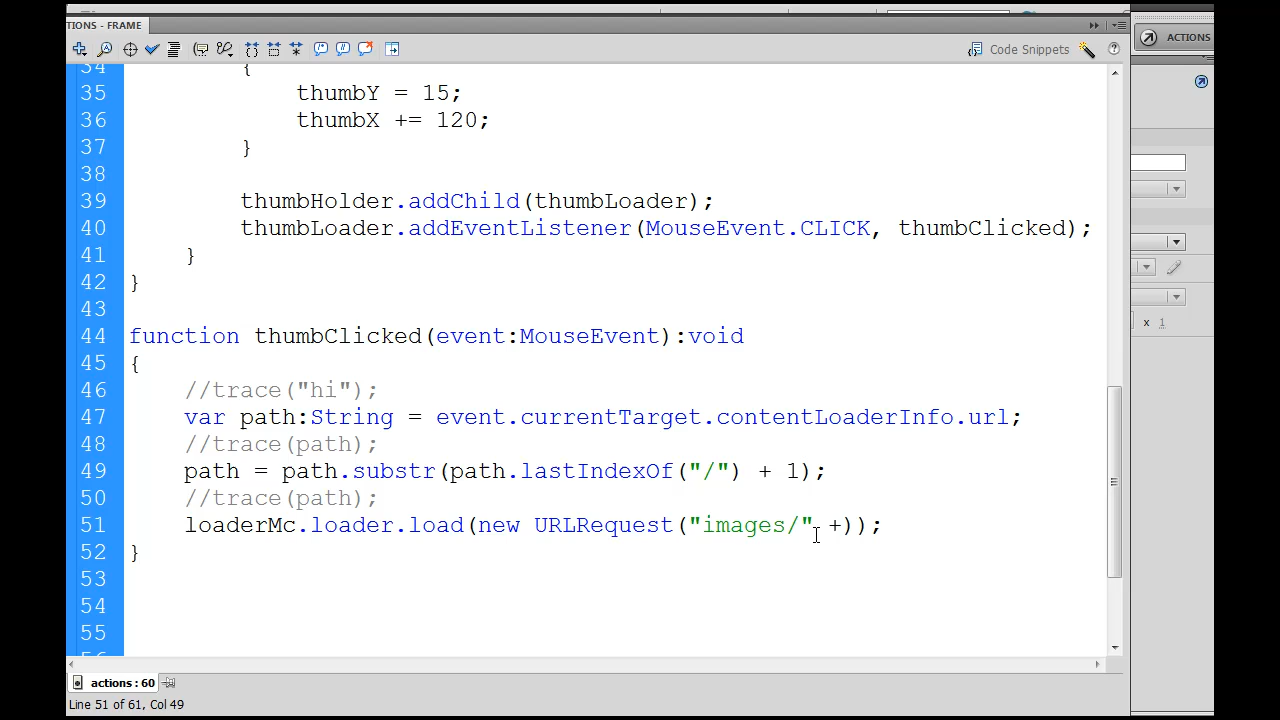 TIONS - FRAME
Code Snippets
ACTIONS
34 {
35 thumbY = 15;
36 thumbX += 120;
37 }
38
39 thumbHolder.addChild(thumbLoader);
40 thumbLoader.addEventListener(MouseEvent.CLICK, thumbClicked);
41 }
42 }
43
44 function thumbClicked(event:MouseEvent):void
45 {
46 //trace("hi");
47 var path:String = event.currentTarget.contentLoaderInfo.url;
48 //trace(path);
49 path = path.substr(path.lastIndexOf("/") + 1);
50 //trace(path);
51 loaderMc.loader.load(new URLRequest("images/" +));
52 }
53
54
55
x 1
actions : 60
Line 51 of 61, Col 49